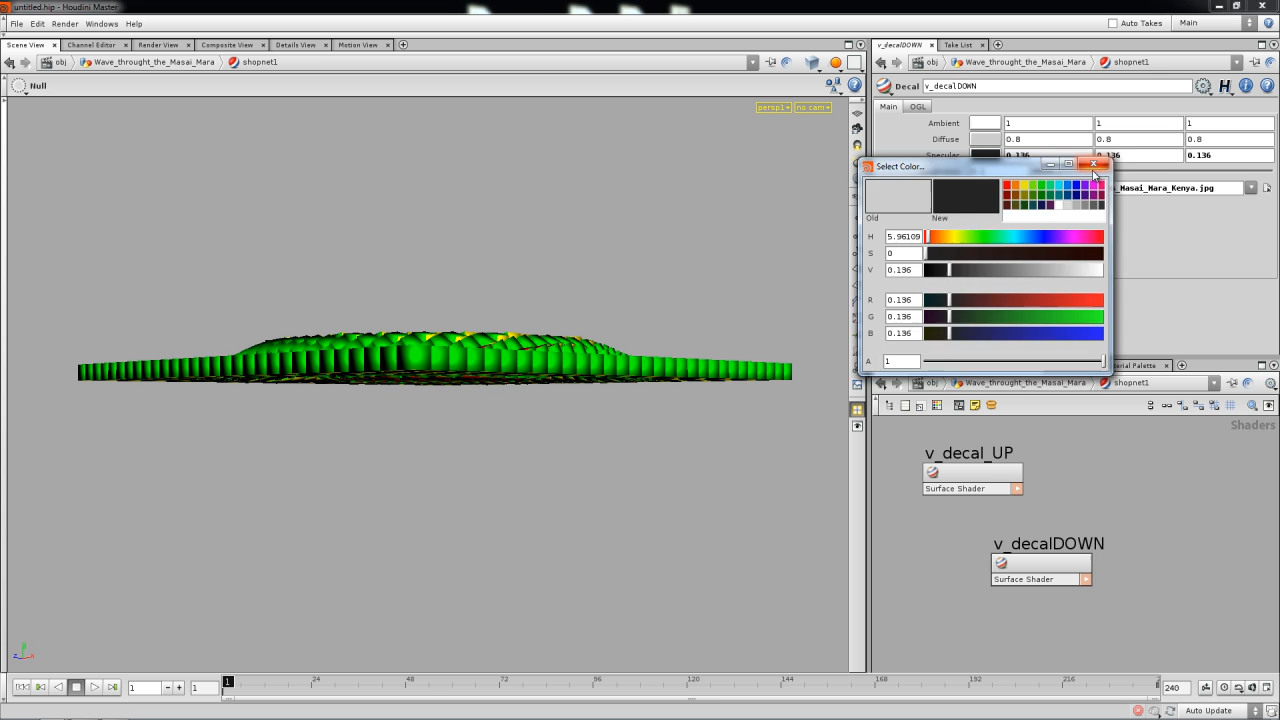 untitled.hip - Houdini Master
File Edit Render Windows Help
Auto Takes Main
Scene View Channel Editor Render View Composite View Details View Motion View
v_decalDOWN Take List
obj Wave_throught_the_Masai_Mara shopnet1
obj Wave_throught_the_Masai_Mara shopnet1
Null
Decal v_decalDOWN
persp1 no cam
Main OGL
Ambient 1 1 1
Diffuse 0.8 0.8 0.8
Specular 0.136 0.136 0.136
_Masai_Mara_Kenya.jpg
Select Color...
Old New
H 5.96109
S 0
V 0.136
R 0.136
G 0.136
B 0.136
A 1
erial Palette
obj Wave_throught_the_Masai_Mara shopnet1
Shaders
v_decal_UP
Surface Shader
v_decalDOWN
Surface Shader
1 1 1 24 48 72 96 120 144 168 192 216 2 240
Auto Update